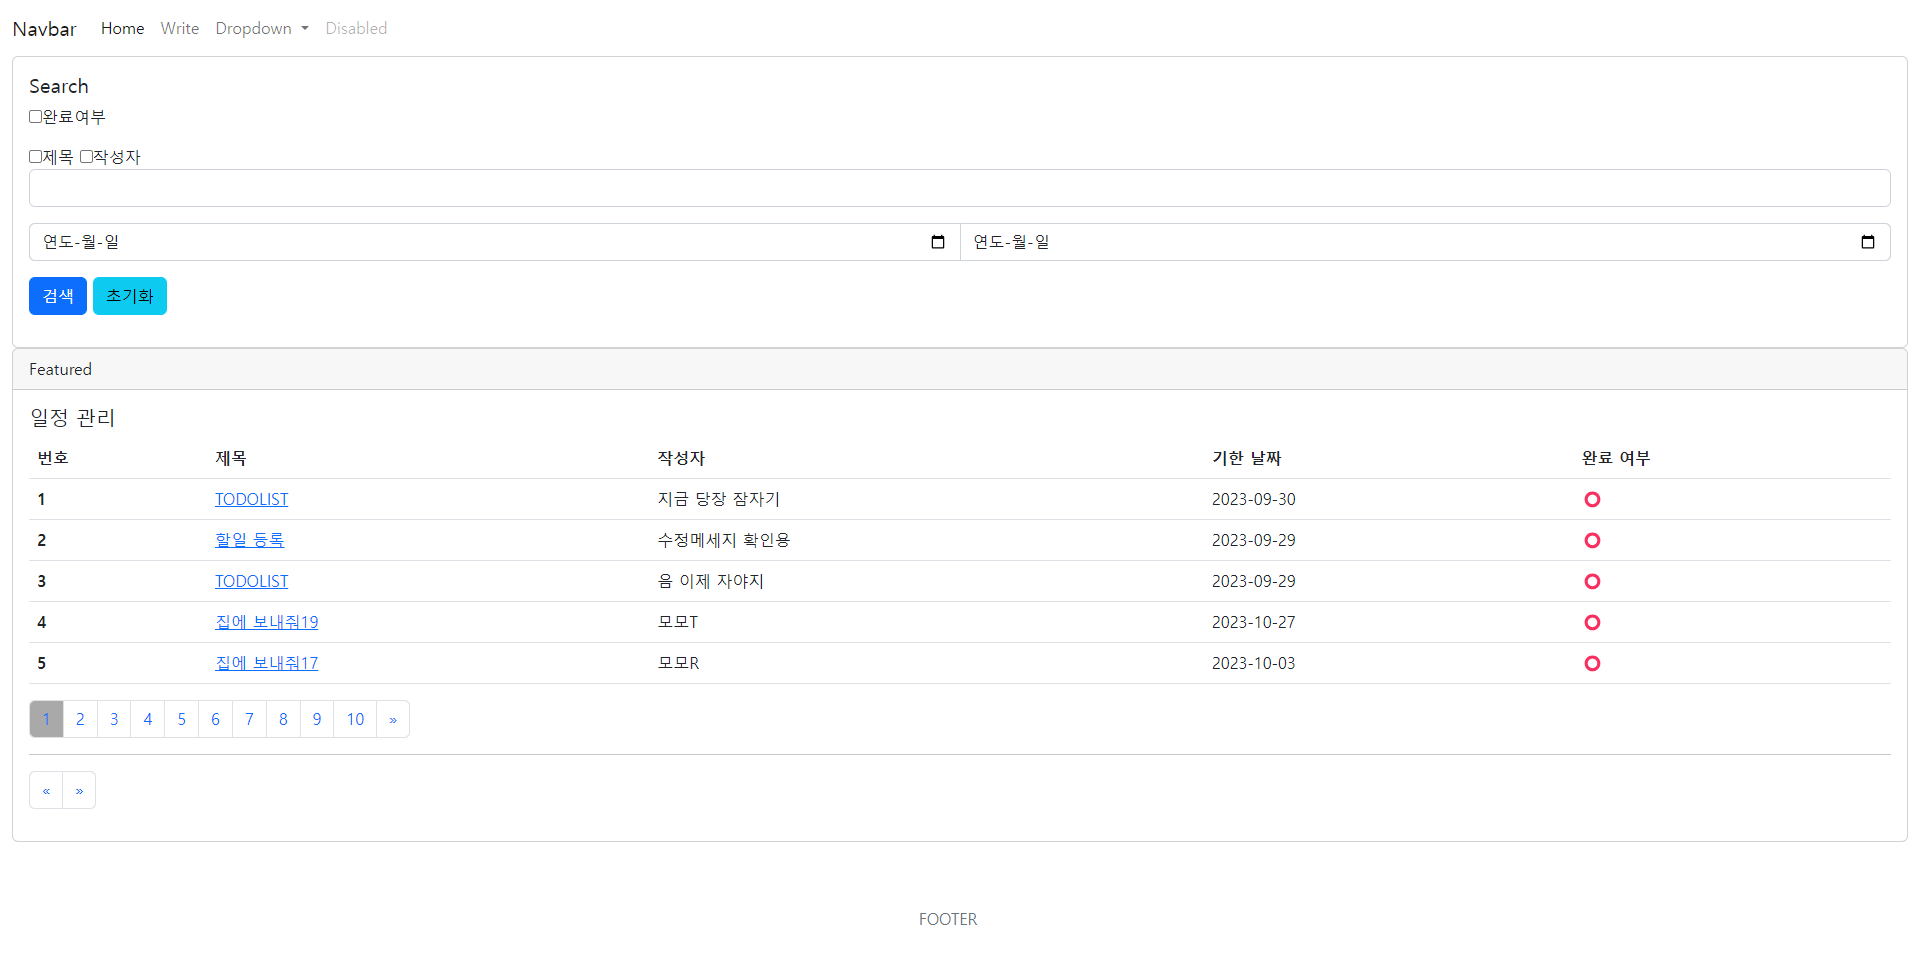 Navbar Home Write Dropdown Disabled
Search
완료여부
제목 작성자
연도-월-일 연도-월-일
검색 초기화
Featured
일정 관리
번호 제목 작성자 기한 날짜 완료 여부
1 TODOLIST 지금 당장 잠자기 2023-09-30
2 할일 등록 수정메세지 확인용 2023-09-29
3 TODOLIST 음 이제 자야지 2023-09-29
4 집에 보내줘19 모모T 2023-10-27
5 집에 보내줘17 모모R 2023-10-03
1 2 3 4 5 6 7 8 9 10 »
« »
FOOTER